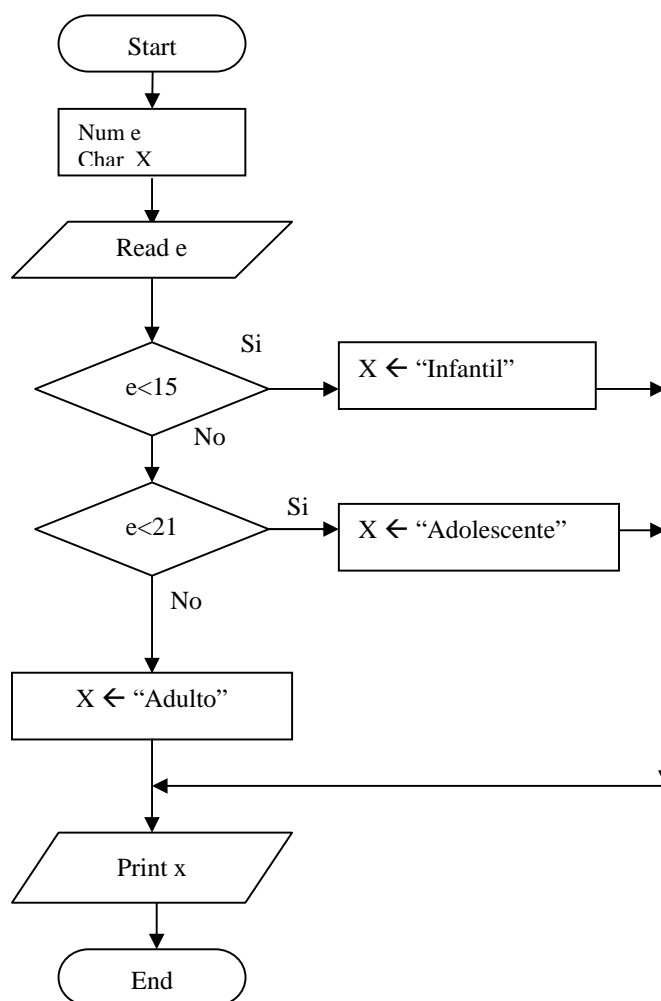 Start
Num e
Char X
Read e
Si
e<15
X ← “Infantil”
No
Si
e<21
X ← “Adolescente”
No
X ← “Adulto”
Print x
End